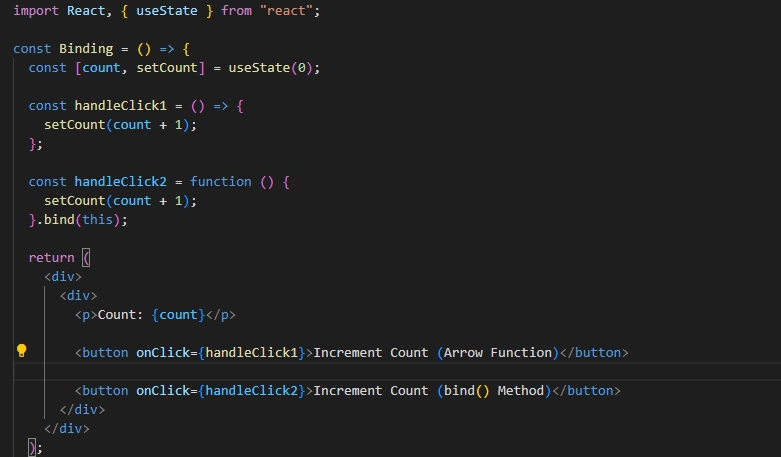 import React, { useState } from "react";
const Binding = () => {
const [count, setCount] = useState(0);
const handleClick1 = () => {
setCount(count + 1);
};
const handleClick2 = function () {
setCount(count + 1);
}.bind(this);
return (
<div>
<div>
<p>Count: {count}</p>
<button onClick={handleClick1}>Increment Count (Arrow Function)</button>
<button onClick={handleClick2}>Increment Count (bind() Method)</button>
</div>
</div>
);